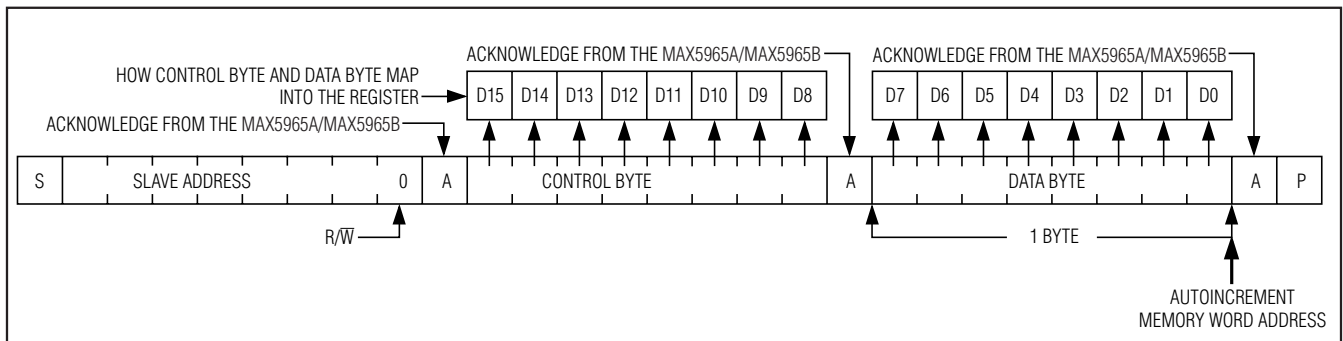 ACKNOWLEDGE FROM THE MAX5965A/MAX5965B
ACKNOWLEDGE FROM THE MAX5965A/MAX5965B
HOW CONTROL BYTE AND DATA BYTE MAP
INTO THE REGISTER
D15 D14 D13 D12 D11 D10 D9 D8
D7 D6 D5 D4 D3 D2 D1 D0
ACKNOWLEDGE FROM THE MAX5965A/MAX5965B
S SLAVE ADDRESS 0 A CONTROL BYTE A DATA BYTE A P
R/W̅
1 BYTE
AUTOINCREMENT
MEMORY WORD ADDRESS